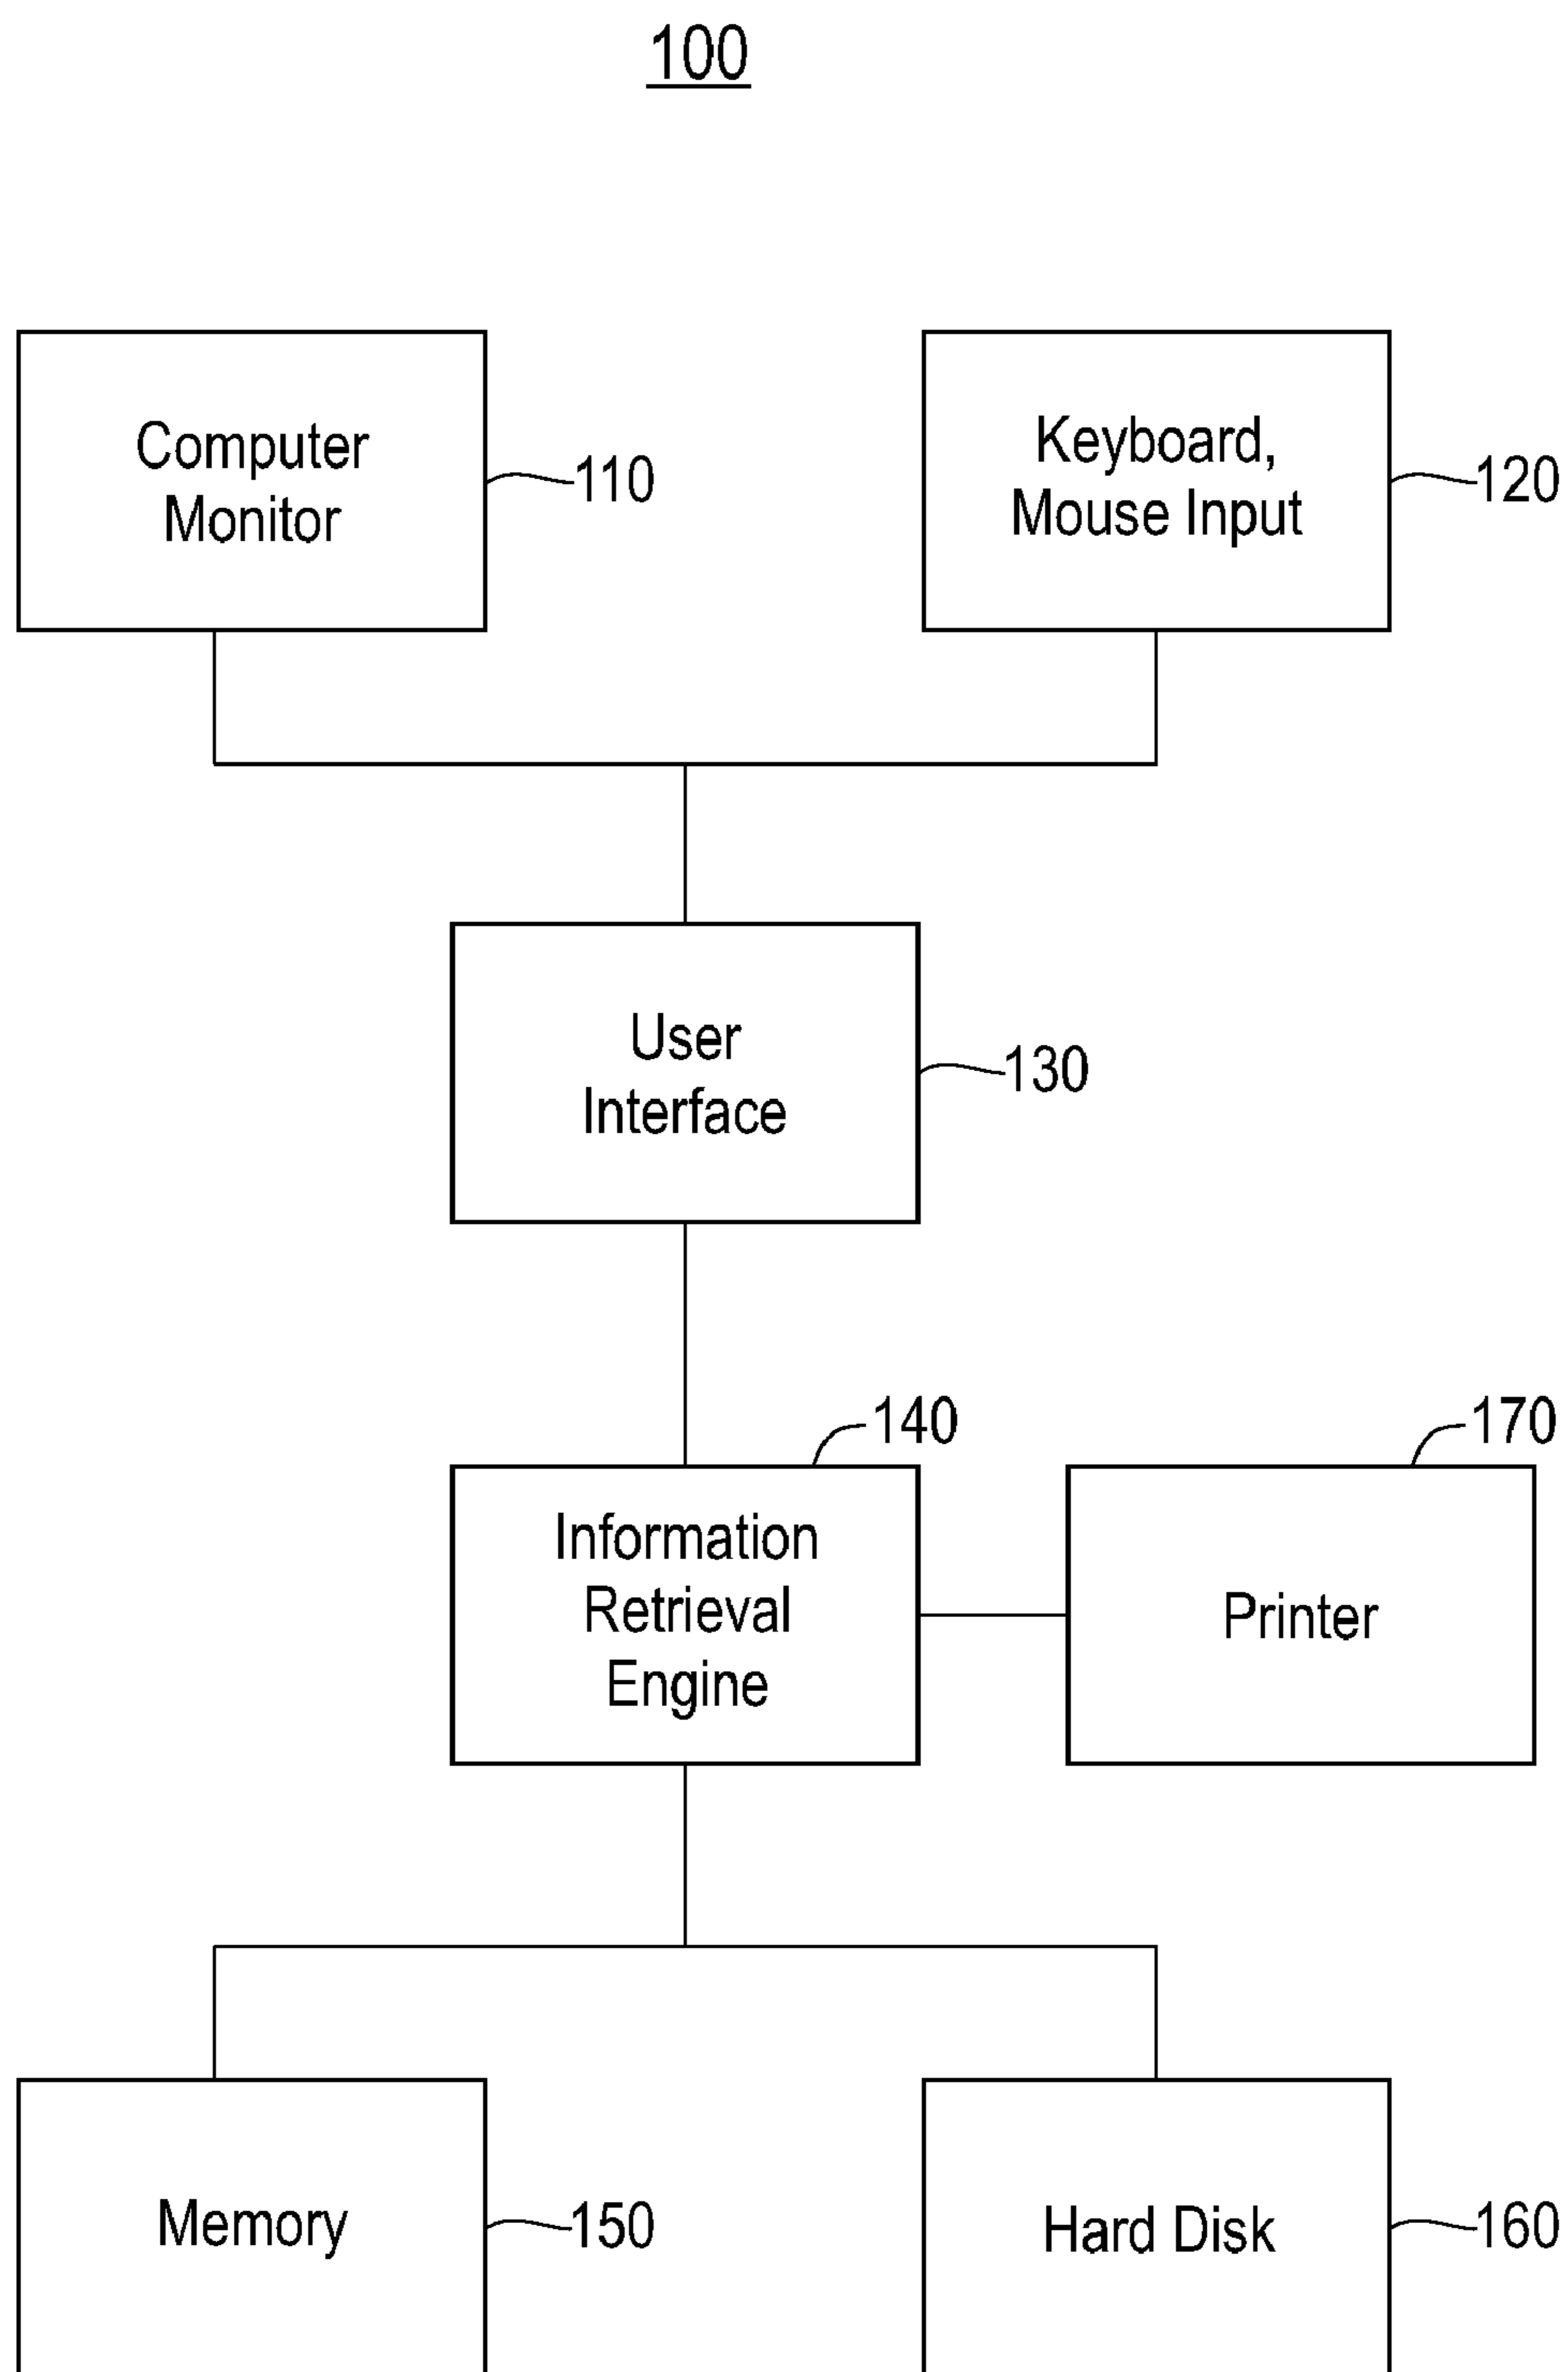 100
Computer
Monitor
110
Keyboard,
Mouse Input
120
User
Interface
130
140
Information
Retrieval
Engine
170
Printer
Memory
150
Hard Disk
160